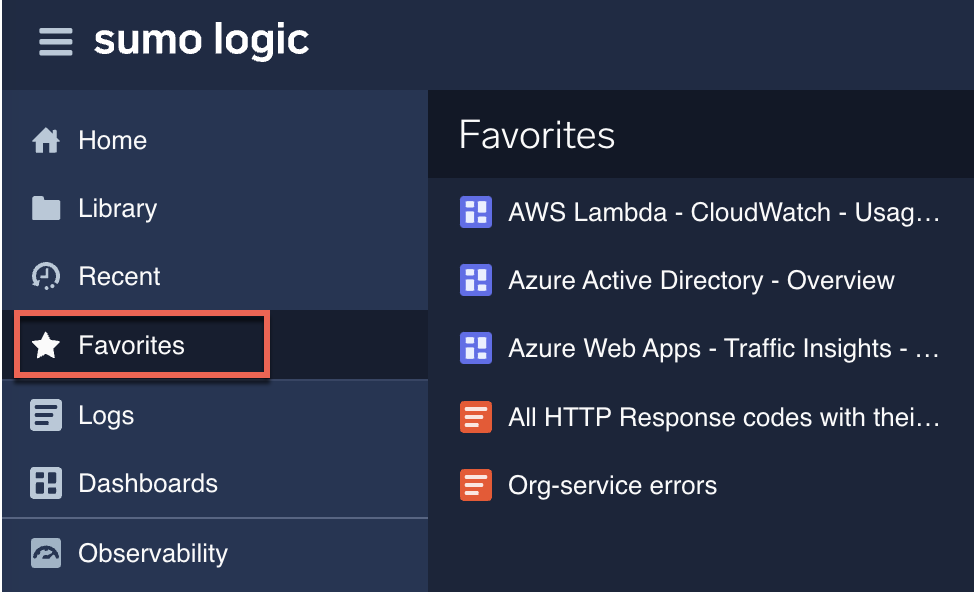 sumo logic
Home
Library
Recent
Favorites
Logs
Dashboards
Observability
Favorites
AWS Lambda - CloudWatch - Usag...
Azure Active Directory - Overview
Azure Web Apps - Traffic Insights - ...
All HTTP Response codes with thei...
Org-service errors